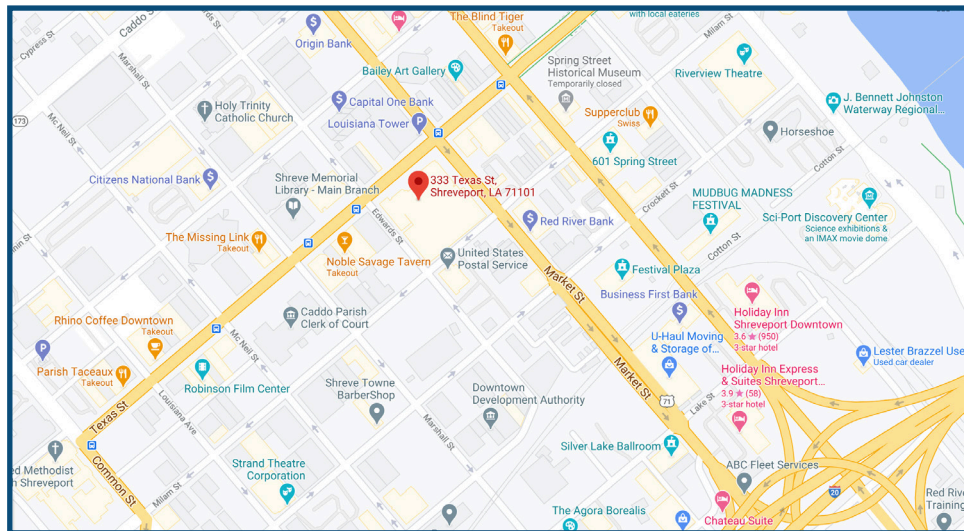 The Blind Tiger
Takeout
with local eateries
Milam St
Caddo St
Cypress St
Origin Bank
Marshall St
Bailey Art Gallery
Spring Street
Historical Museum
Temporarily closed
Riverview Theatre
J. Bennett Johnston
Waterway Regional...
Holy Trinity
Catholic Church
Capital One Bank
Louisiana Tower
Supperclub
Swiss
Horseshoe
173
Mc Neil St
601 Spring Street
Cotton St
Citizens National Bank
Shreve Memorial
Library - Main Branch
333 Texas St,
Shreveport, LA 71101
Crockett St
MUDBUG MADNESS
FESTIVAL
Sci-Port Discovery Center
Science exhibitions &
an IMAX movie dome.
Edwards St
Red River Bank
The Missing Link
Takeout
Noble Savage Tavern
Takeout
United States
Postal Service
Cotton St
Market St
Festival Plaza
Business First Bank
Caddo Parish
Clerk of Court
Holiday Inn
Shreveport Downtown
3.6 ★ (950)
3-star hotel
Rhino Coffee Downtown
Takeout
Mc Neil St
U-Haul Moving
& Storage of...
Lester Brazzel Use
Used car dealer
Parish Taceaux
Takeout
Robinson Film Center
Shreve Towne
BarberShop
Downtown
Development Authority
Market St
Holiday Inn Express
& Suites Shreveport...
3.9 ★ (58)
3-star hotel
71
Lake St
Texas St
Louisiana Ave
Marshall St
Silver Lake Ballroom
ed Methodist
h Shreveport
Common St
Strand Theatre
Corporation
Milam St
ABC Fleet Services
20
Red Rive
Training
The Agora Borealis
Chateau Suite